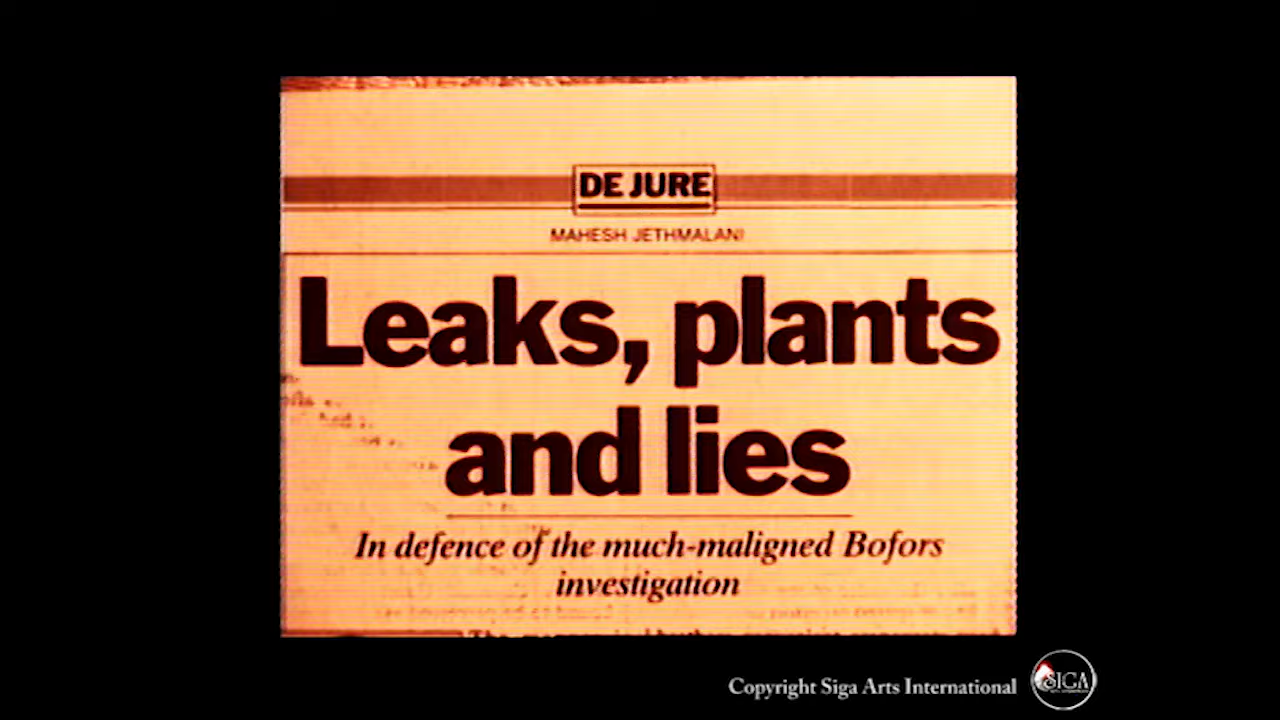 DE JURE
MAHESH JETHMALANI
Leaks, plants
and lies
In defence of the much-maligned Bofors
investigation
Copyright Siga Arts International
SIGA